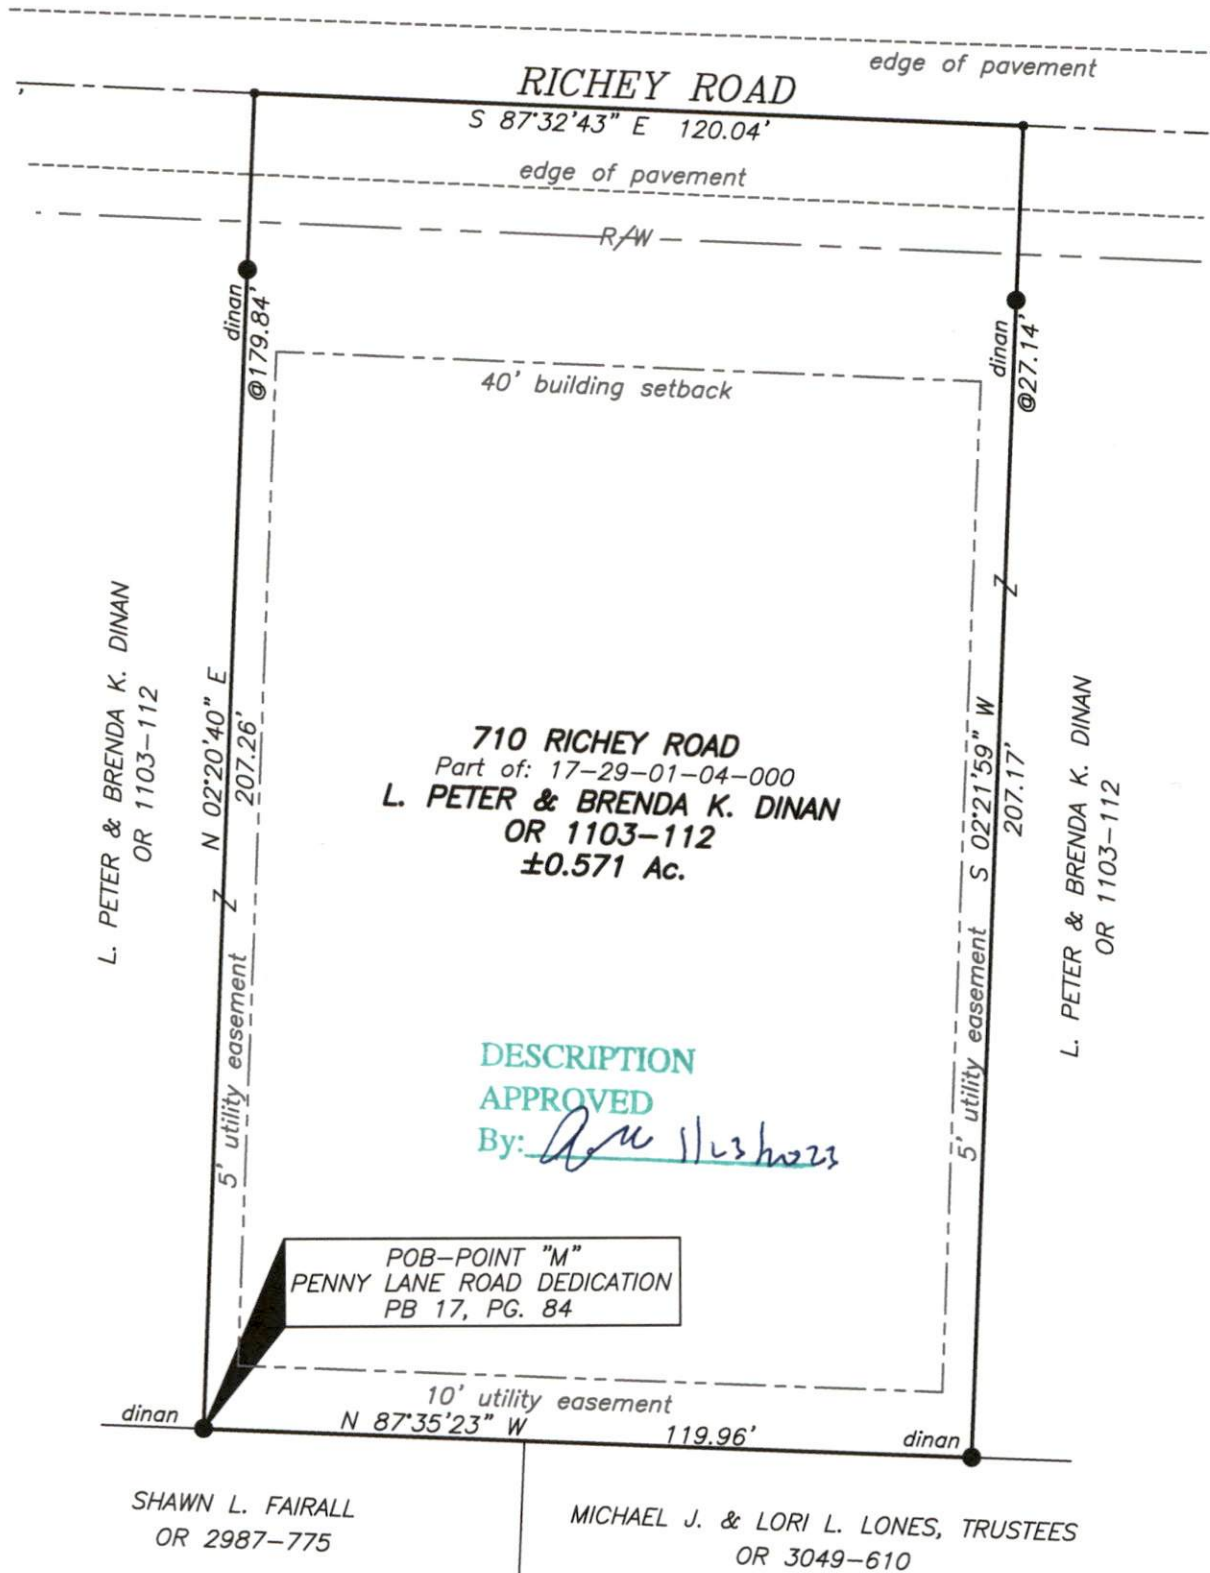 edge of pavement
RICHEY ROAD
S 87°32'43" E 120.04'
edge of pavement
R/W
dinan
@179.84'
dinan
@27.14'
40' building setback
L. PETER & BRENDA K. DINAN
OR 1103-112
N 02°20'40" E
207.26'
Z
5' utility easement
710 RICHEY ROAD
Part of: 17-29-01-04-000
L. PETER & BRENDA K. DINAN
OR 1103-112
±0.571 Ac.
Z
S 02°21'59" W
207.17'
5' utility easement
L. PETER & BRENDA K. DINAN
OR 1103-112
DESCRIPTION
APPROVED
By:
POB-POINT "M"
PENNY LANE ROAD DEDICATION
PB 17, PG. 84
10' utility easement
dinan
N 87°35'23" W 119.96'
dinan
SHAWN L. FAIRALL
OR 2987-775
MICHAEL J. & LORI L. LONES, TRUSTEES
OR 3049-610